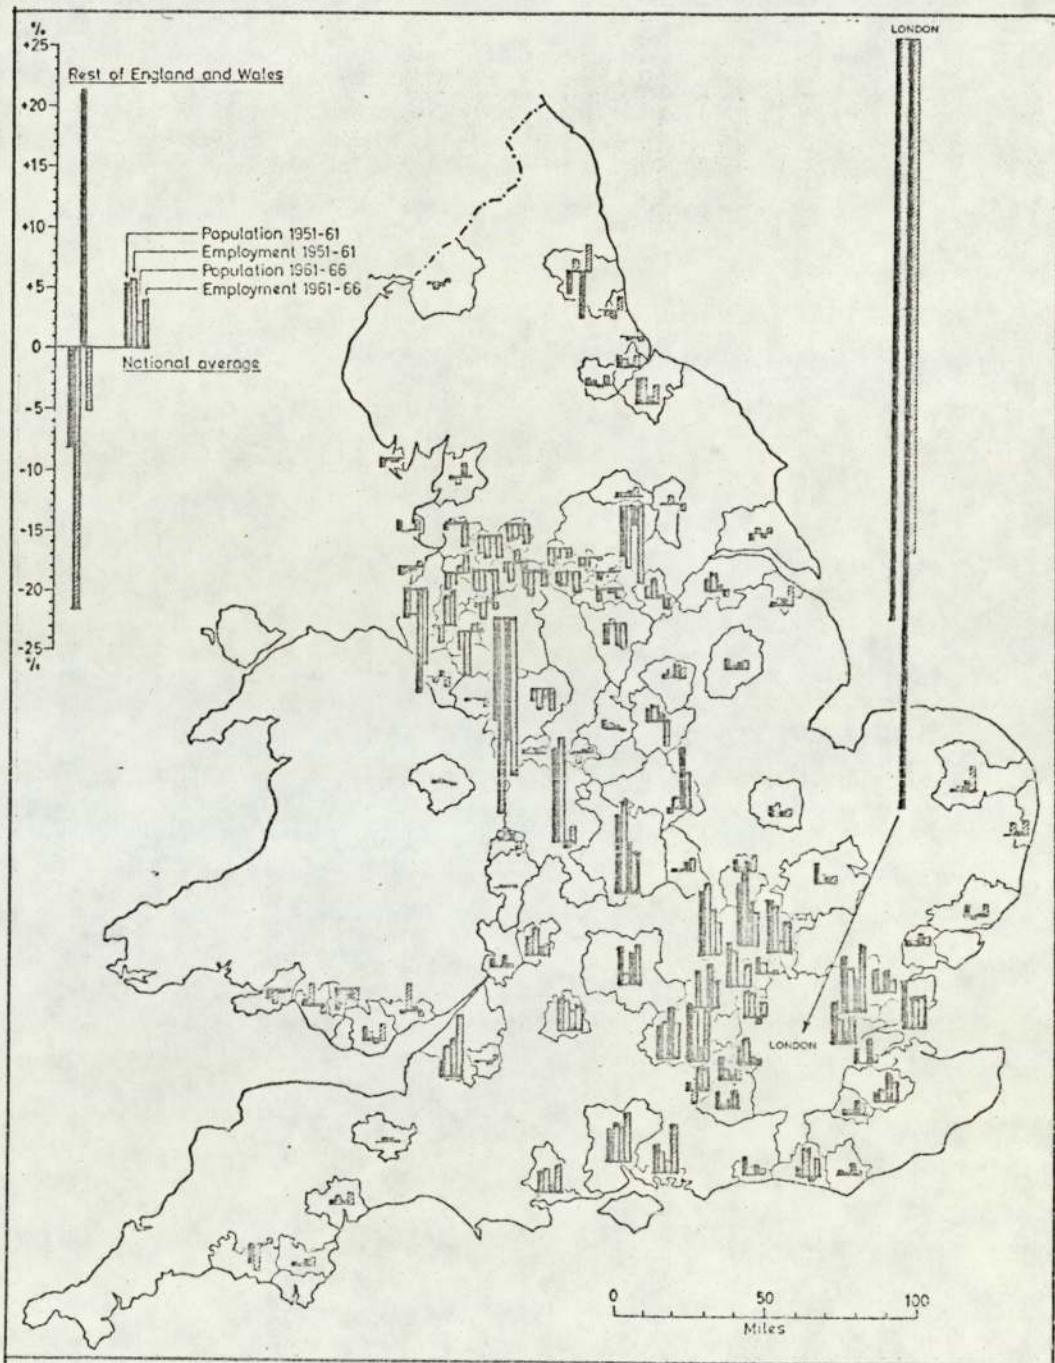 %
+25
+20
+15
+10
+5
0
-5
-10
-15
-20
-25
%
Rest of England and Wales
Population 1951-61
Employment 1951-61
Population 1961-66
Employment 1961-66
National average
LONDON
LONDON
0 50 100
Miles